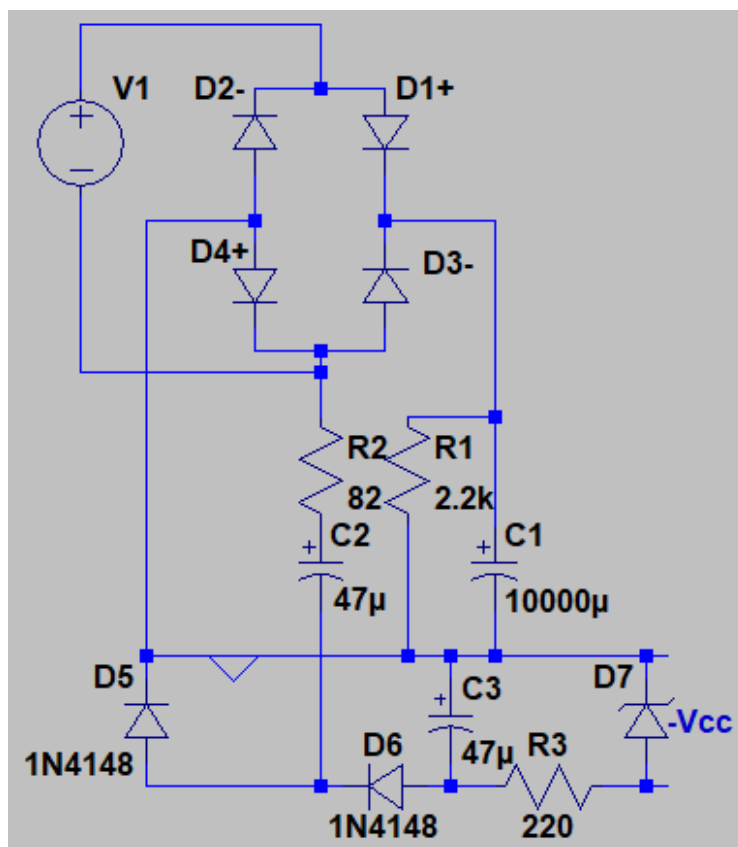 V1
D2-
D1+
D4+
D3-
R2
R1
82
2.2k
C2
C1
47µ
10000µ
D5
C3
D7
-Vcc
D6
47µ
R3
1N4148
1N4148
220